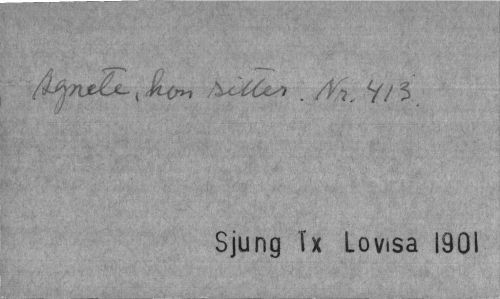 Agnete, hon sitter. Nr. 413.
Sjung Tx Lovisa 1901